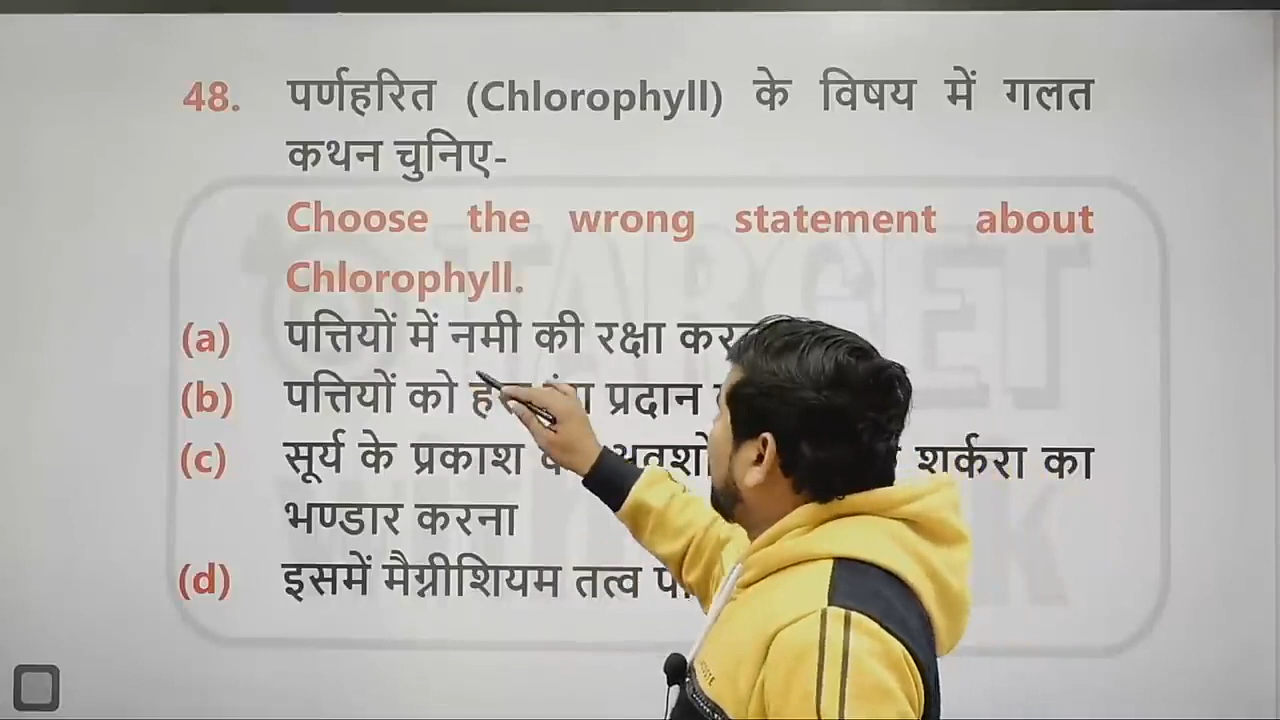 48. पर्णहरित (Chlorophyll) के विषय में गलत
कथन चुनिए-
Choose the wrong statement about
Chlorophyll.
(a) पत्तियों में नमी की रक्षा
(b) पत्तियों को प्रदान
(c) सूर्य के प्रकाश शर्करा का
भण्डार करना
(d) इसमें मैग्नीशियम तत्व
TARGET